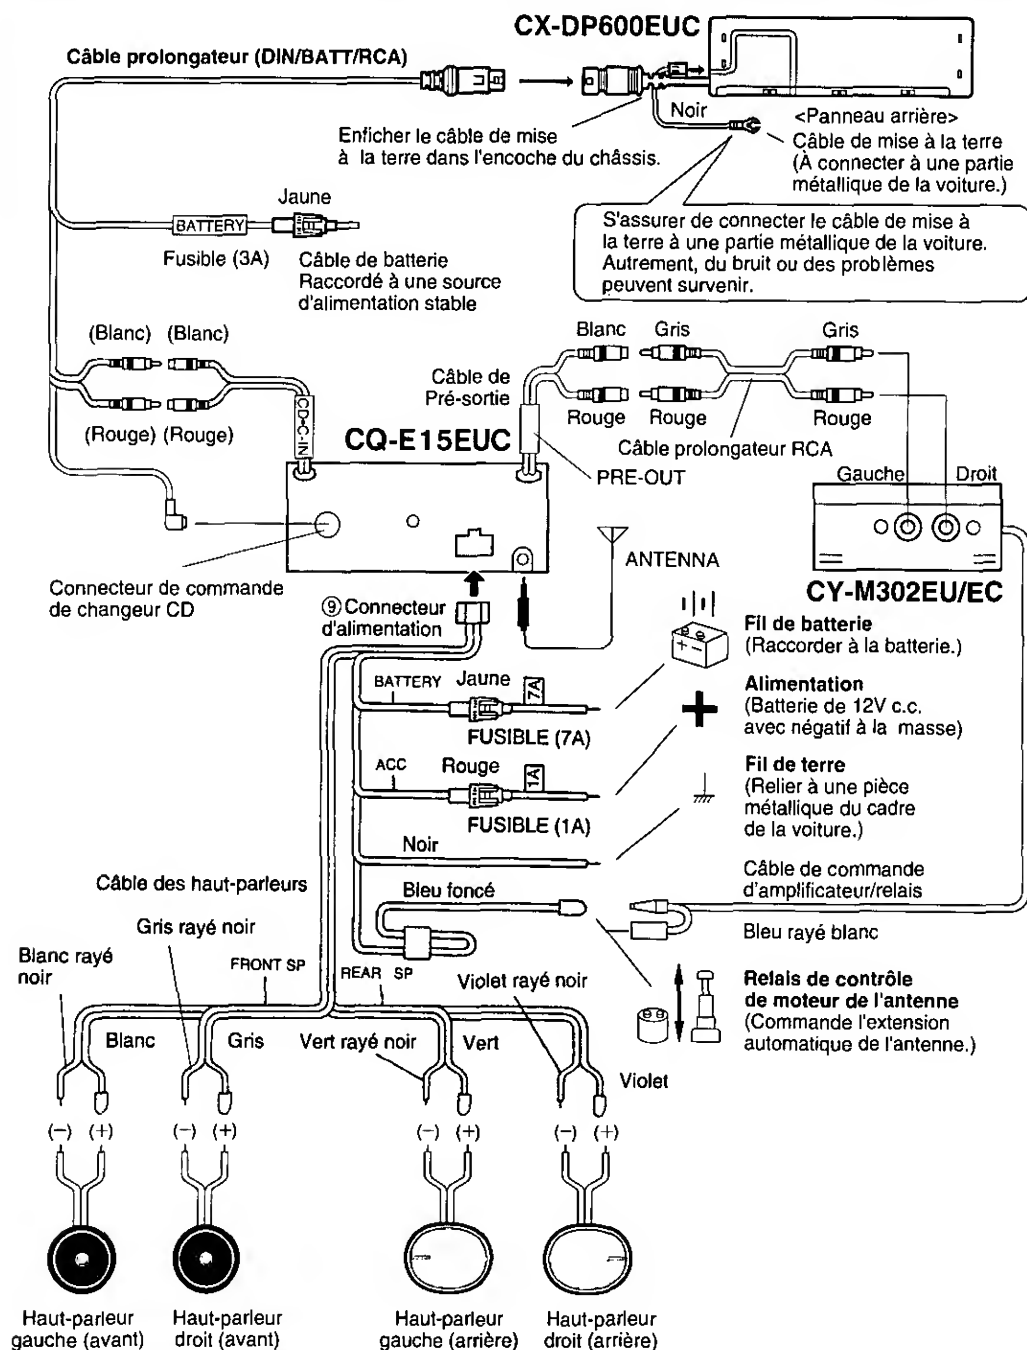 CX-DP600EUC
Câble prolongateur (DIN/BATT/RCA)
Noir
<Panneau arrière>
Enficher le câble de mise
à la terre dans l'encoche du châssis.
Câble de mise à la terre
(À connecter à une partie
métallique de la voiture.)
S'assurer de connecter le câble de mise à
la terre à une partie métallique de la voiture.
Autrement, du bruit ou des problèmes
peuvent survenir.
Jaune
BATTERY
Fusible (3A)
Câble de batterie
Raccordé à une source
d'alimentation stable
(Blanc) (Blanc)
(Rouge) (Rouge)
CD•C-IN
Blanc
Gris
Gris
Câble de
Pré-sortie
Rouge
Rouge
Rouge
CQ-E15EUC
Câble prolongateur RCA
PRE-OUT
Gauche
Droit
ANTENNA
CY-M302EU/EC
Connecteur de commande
de changeur CD
⑨Connecteur
d'alimentation
Fil de batterie
(Raccorder à la batterie.)
BATTERY
Jaune
7A
FUSIBLE (7A)
Alimentation
(Batterie de 12V c.c.
avec négatif à la masse)
ACC
Rouge
1A
FUSIBLE (1A)
Fil de terre
(Relier à une pièce
métallique du cadre
de la voiture.)
Noir
Câble des haut-parleurs
Bleu foncé
Câble de commande
d'amplificateur/relais
Bleu rayé blanc
Gris rayé noir
Blanc rayé
noir
FRONT SP
REAR SP
Violet rayé noir
Relais de contrôle
de moteur de l'antenne
(Commande l'extension
automatique de l'antenne.)
Blanc
Gris
Vert rayé noir
Vert
Violet
(−) (+)
(−) (+)
(−) (+)
(−) (+)
Haut-parleur
gauche (avant)
Haut-parleur
droit (avant)
Haut-parleur
gauche (arrière)
Haut-parleur
droit (arrière)